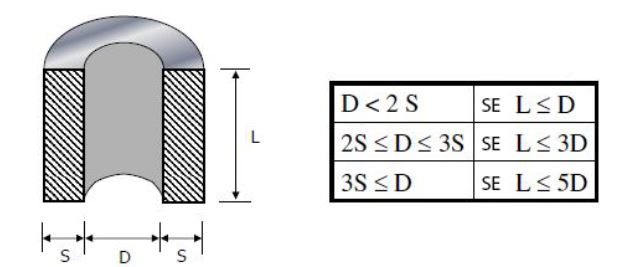 L
S
D
S
D < 2 S SE L ≤ D
2S ≤ D ≤ 3S SE L ≤ 3D
3S ≤ D SE L ≤ 5D